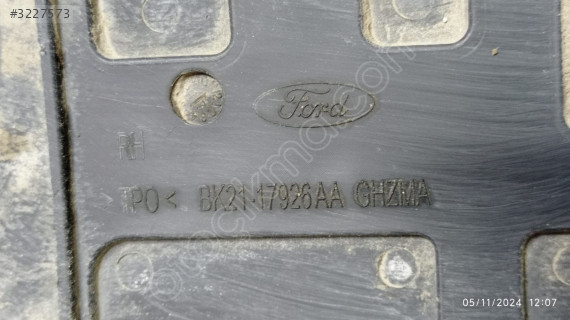 #3227573
Ford
RH
TPO < BK21-17926AA GHZMA
05/11/2024 12:07